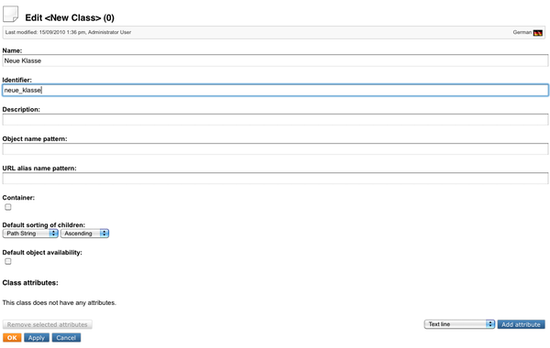 Edit <New Class> (0)
Last modified: 15/09/2010 1:36 pm, Administrator User
German
Name:
Neue Klasse
Identifier:
neue_klasse
Description:
Object name pattern:
URL alias name pattern:
Container:
Default sorting of children:
Path String Ascending
Default object availability:
Class attributes:
This class does not have any attributes.
Remove selected attributes Text line Add attribute
OK Apply Cancel